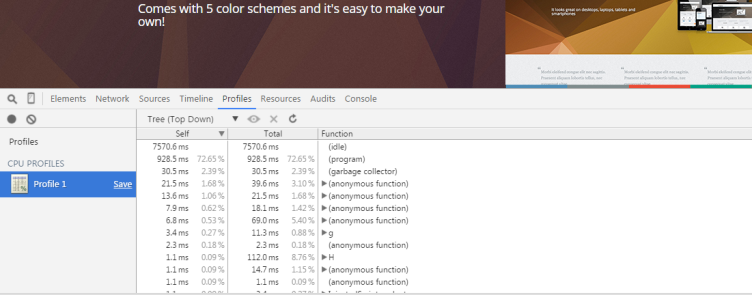 Comes with 5 color schemes and it's easy to make your
own!
It looks great on desktops, laptops, tablets and
smartphones
Elements Network Sources Timeline Profiles Resources Audits Console
Tree (Top Down)
Profiles
CPU PROFILES
Profile 1 Save
Self Total Function
7570.6 ms 7570.6 ms (idle)
928.5 ms 72.65 % 928.5 ms 72.65 % (program)
30.5 ms 2.39 % 30.5 ms 2.39 % (garbage collector)
21.5 ms 1.68 % 39.6 ms 3.10 % (anonymous function)
13.6 ms 1.06 % 21.5 ms 1.68 % (anonymous function)
7.9 ms 0.62 % 18.1 ms 1.42 % (anonymous function)
6.8 ms 0.53 % 69.0 ms 5.40 % (anonymous function)
3.4 ms 0.27 % 11.3 ms 0.88 % g
2.3 ms 0.18 % 2.3 ms 0.18 % (anonymous function)
1.1 ms 0.09 % 112.0 ms 8.76 % H
1.1 ms 0.09 % 14.7 ms 1.15 % (anonymous function)
1.1 ms 0.09 % 1.1 ms 0.09 % (anonymous function)